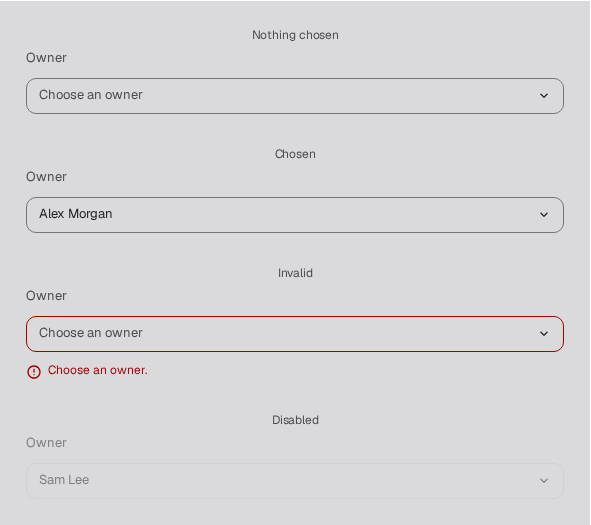 Nothing chosen
Owner
Choose an owner
Chosen
Owner
Alex Morgan
Invalid
Owner
Choose an owner
Choose an owner.
Disabled
Owner
Sam Lee